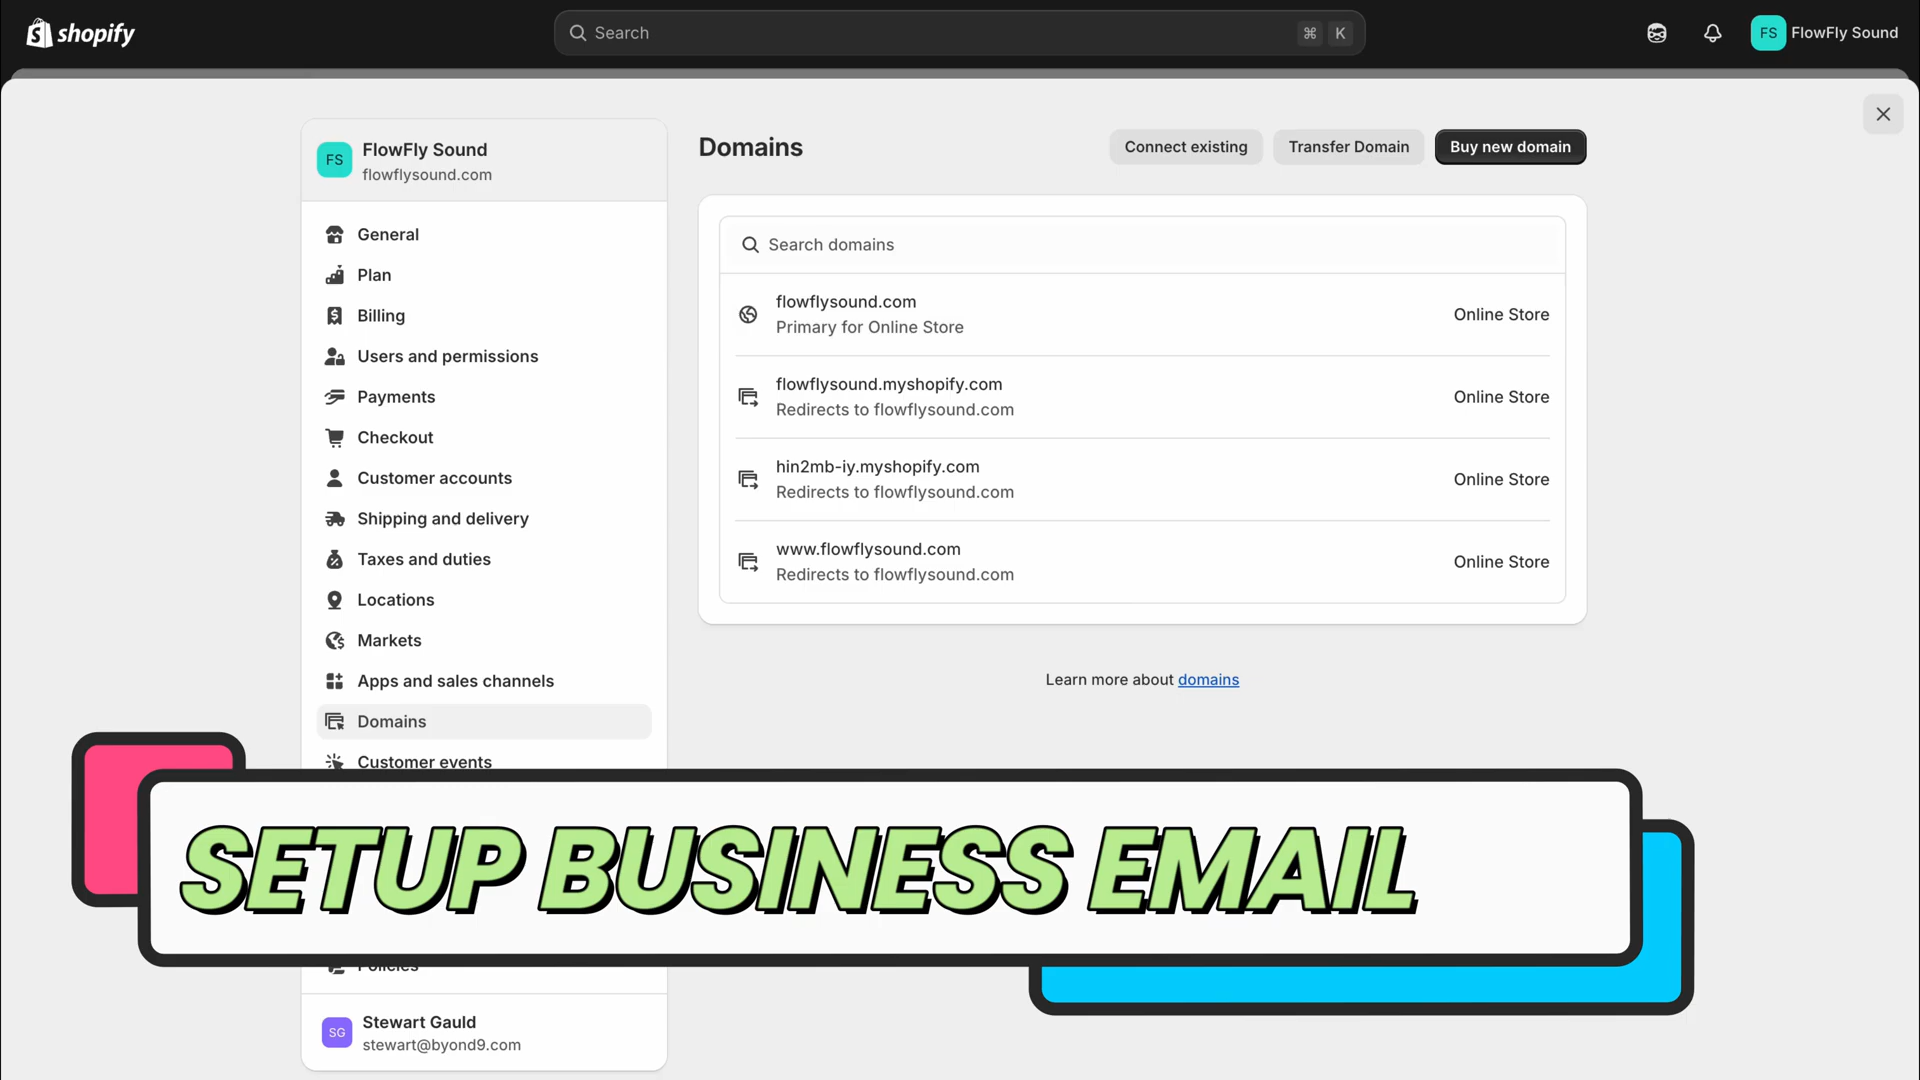 shopify
Search
⌘ K
FS
FlowFly Sound
FS
FlowFly Sound
flowflysound.com
General
Plan
Billing
Users and permissions
Payments
Checkout
Customer accounts
Shipping and delivery
Taxes and duties
Locations
Markets
Apps and sales channels
Domains
Customer events
Policies
SG
Stewart Gauld
stewart@byond9.com
Domains
Connect existing
Transfer Domain
Buy new domain
Search domains
flowflysound.com
Primary for Online Store
Online Store
flowflysound.myshopify.com
Redirects to flowflysound.com
Online Store
hin2mb-iy.myshopify.com
Redirects to flowflysound.com
Online Store
www.flowflysound.com
Redirects to flowflysound.com
Online Store
Learn more about domains
SETUP BUSINESS EMAIL